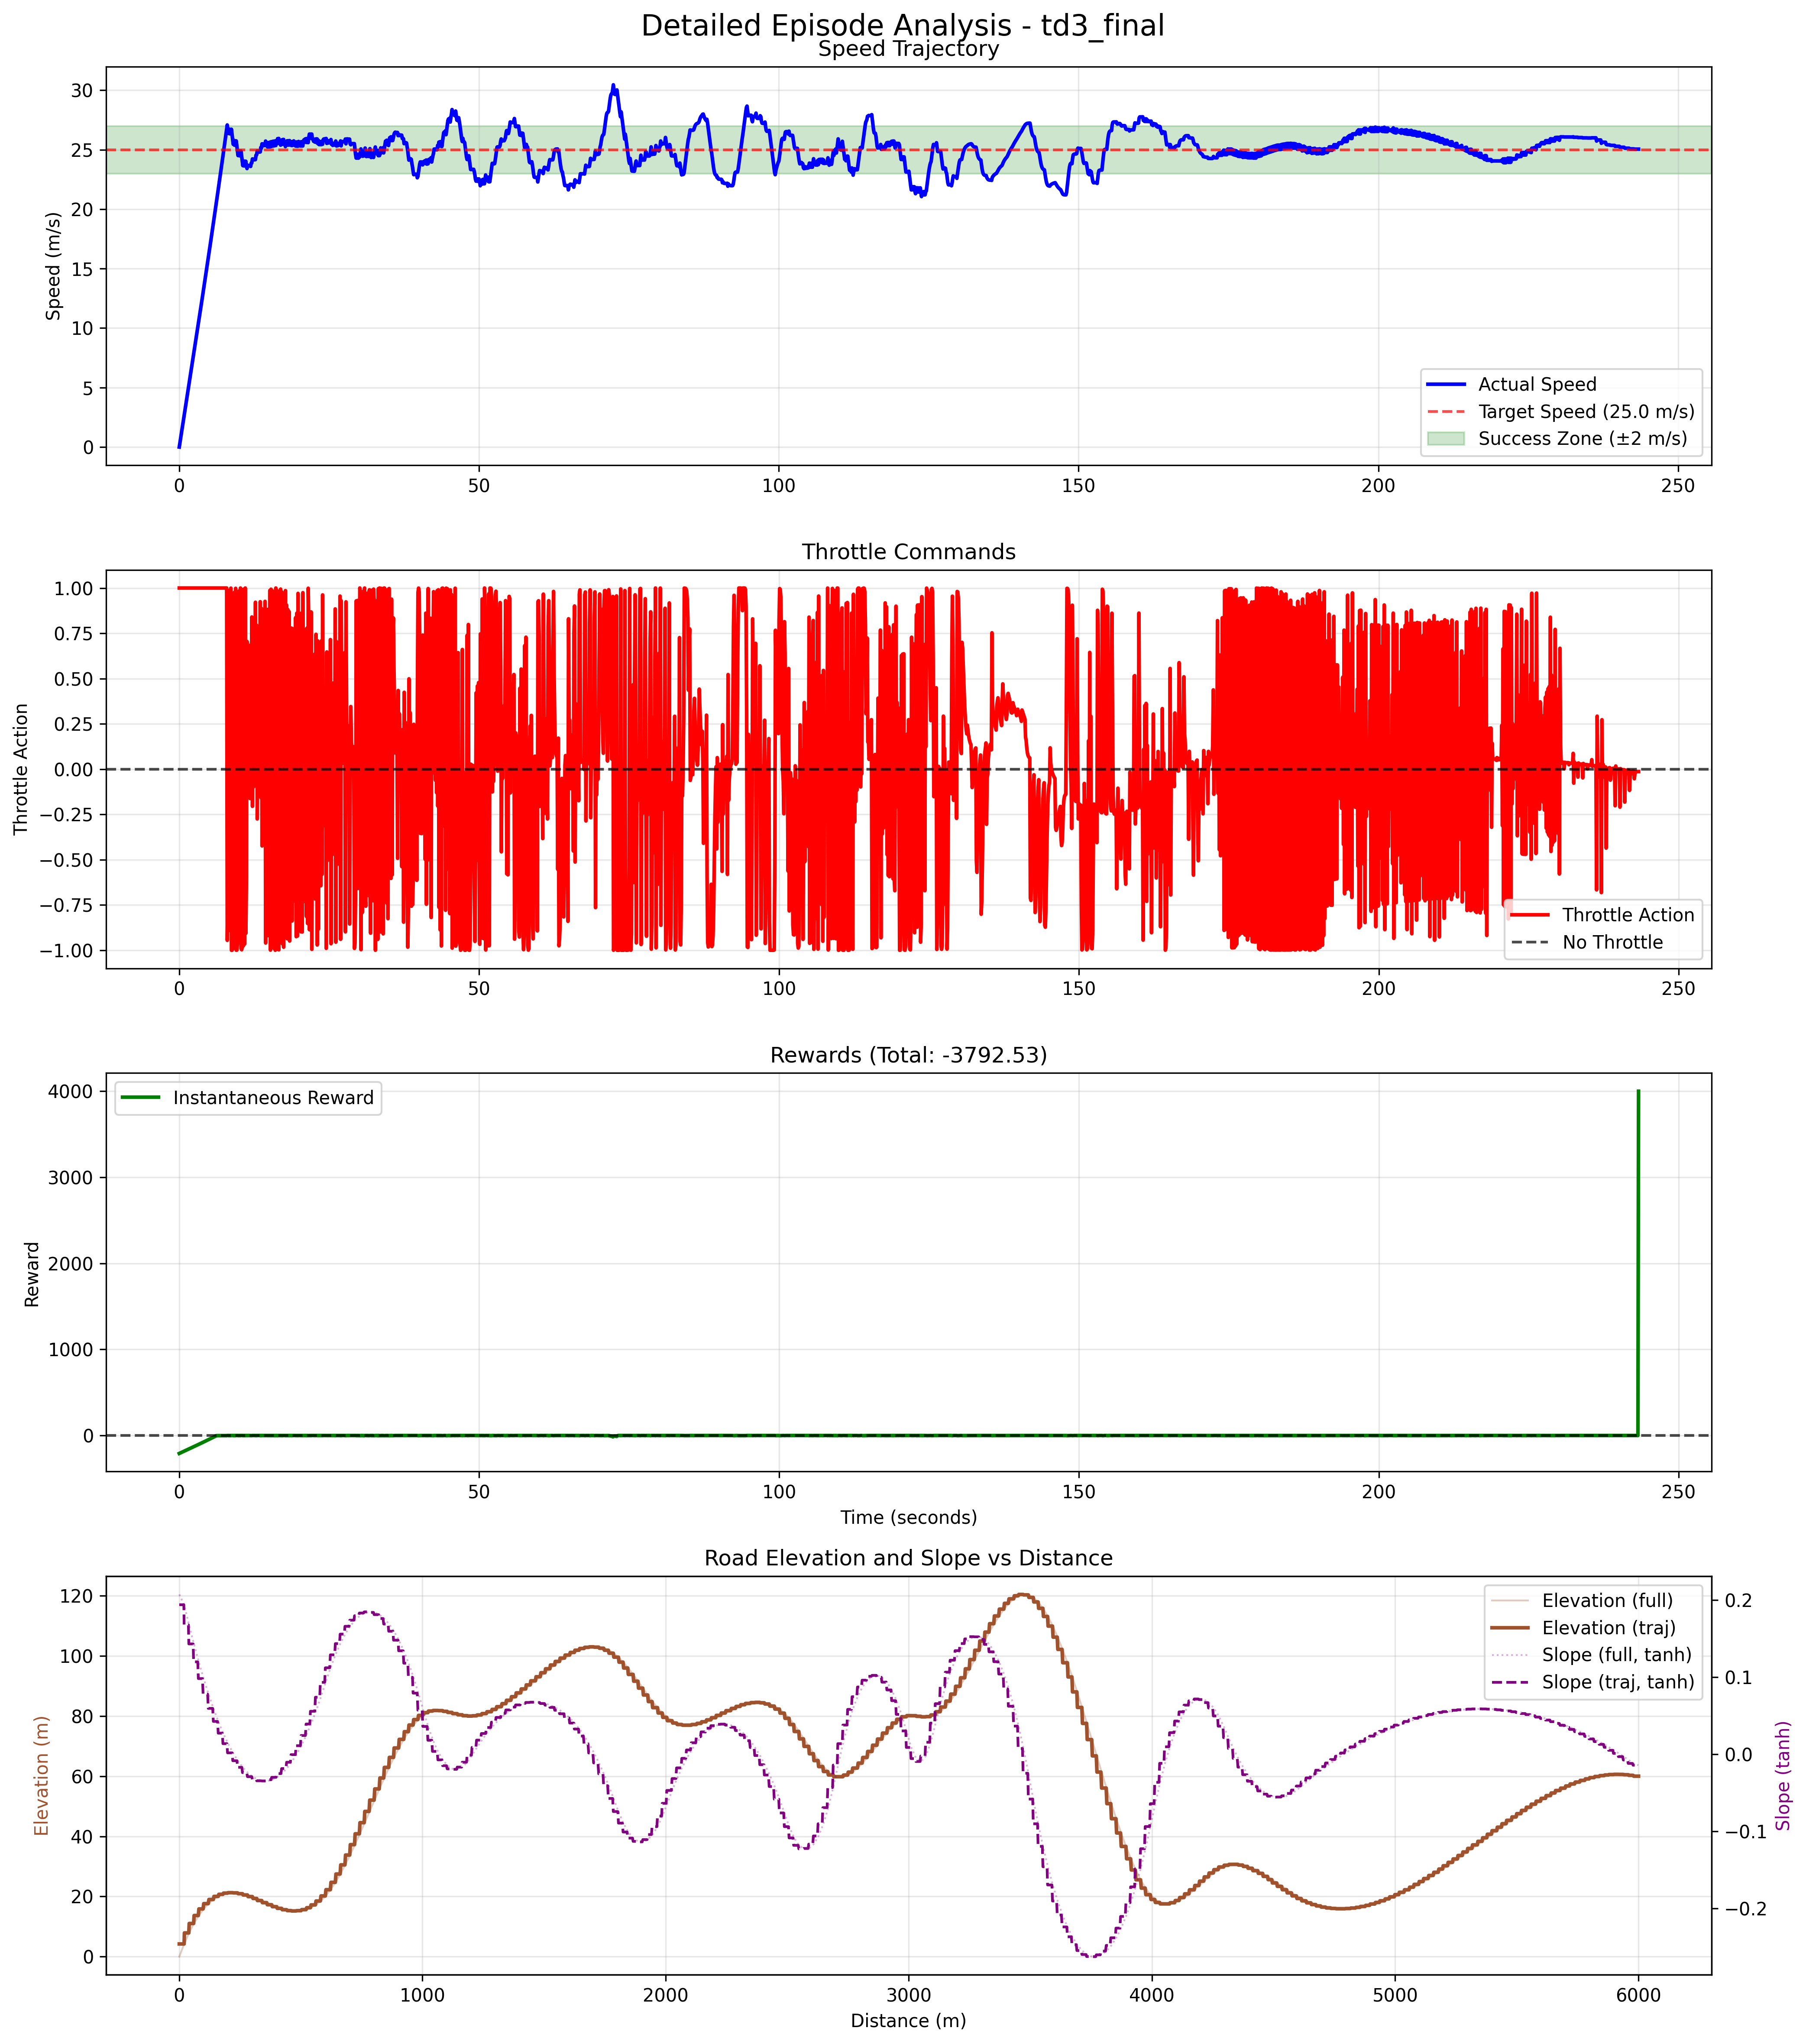 Detailed Episode Analysis - td3_final
Speed Trajectory
30
25
20
15
10
5
0
Speed (m/s)
Actual Speed
Target Speed (25.0 m/s)
Success Zone (±2 m/s)
0 50 100 150 200 250
Throttle Commands
1.00
0.75
0.50
0.25
0.00
−0.25
−0.50
−0.75
−1.00
Throttle Action
Throttle Action
No Throttle
0 50 100 150 200 250
Rewards (Total: -3792.53)
4000
3000
2000
1000
0
Reward
Instantaneous Reward
0 50 100 150 200 250
Time (seconds)
Road Elevation and Slope vs Distance
120
100
80
60
40
20
0
Elevation (m)
Elevation (full)
Elevation (traj)
Slope (full, tanh)
Slope (traj, tanh)
0.2
0.1
0.0
−0.1
−0.2
Slope (tanh)
0 1000 2000 3000 4000 5000 6000
Distance (m)